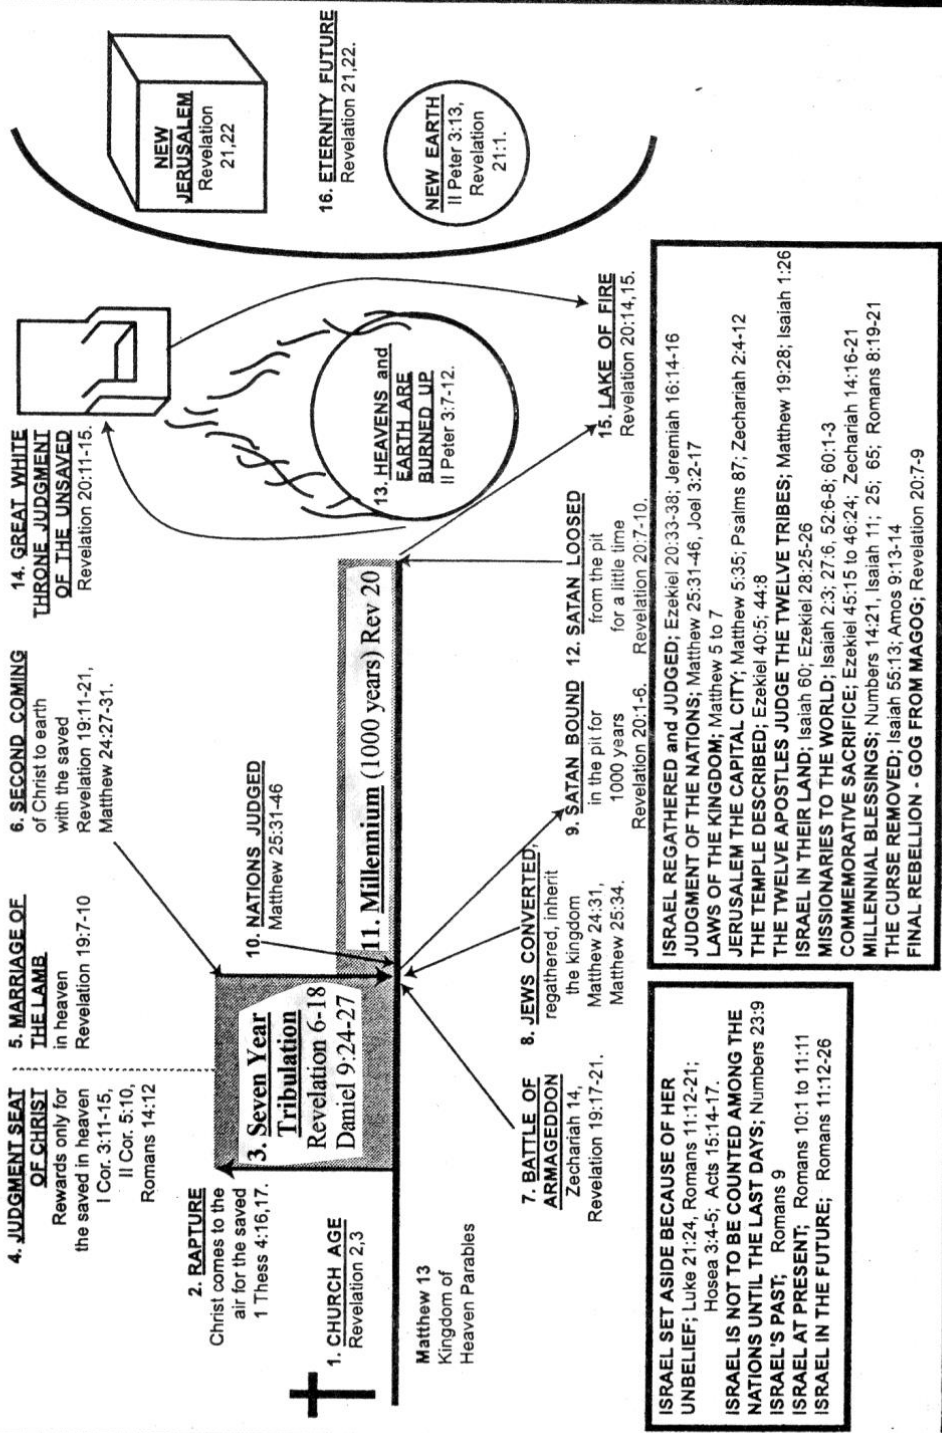 4. JUDGMENT SEAT
OF CHRIST
Rewards only for
the saved in heaven
I Cor. 3:11-15,
II Cor. 5:10,
Romans 14:12
5. MARRIAGE OF
THE LAMB
in heaven
Revelation 19:7-10
6. SECOND COMING
of Christ to earth
with the saved
Revelation 19:11-21,
Matthew 24:27-31.
14. GREAT WHITE
THRONE JUDGMENT
OF THE UNSAVED
Revelation 20:11-15.
NEW
JERUSALEM
Revelation
21,22
16. ETERNITY FUTURE
Revelation 21,22.
NEW EARTH
II Peter 3:13,
Revelation
21:1.
2. RAPTURE
Christ comes to the
air for the saved
1 Thess 4:16,17.
3. Seven Year
Tribulation
Revelation 6-18
Daniel 9:24-27
10. NATIONS JUDGED
Matthew 25:31-46
11. Millennium (1000 years) Rev 20
13. HEAVENS and
EARTH ARE
BURNED UP
II Peter 3:7-12.
1. CHURCH AGE
Revelation 2,3
Matthew 13
Kingdom of
Heaven Parables
7. BATTLE OF
ARMAGEDDON
Zechariah 14,
Revelation 19:17-21.
8. JEWS CONVERTED,
regathered, inherit
the kingdom
Matthew 24:31,
Matthew 25:34.
9. SATAN BOUND
in the pit for
1000 years
Revelation 20:1-6.
12. SATAN LOOSED
from the pit
for a little time
Revelation 20:7-10.
15. LAKE OF FIRE
Revelation 20:14,15.
ISRAEL SET ASIDE BECAUSE OF HER
UNBELIEF; Luke 21:24, Romans 11:12-21;
Hosea 3:4-5; Acts 15:14-17.
ISRAEL IS NOT TO BE COUNTED AMONG THE
NATIONS UNTIL THE LAST DAYS; Numbers 23:9
ISRAEL'S PAST; Romans 9
ISRAEL AT PRESENT; Romans 10:1 to 11:11
ISRAEL IN THE FUTURE; Romans 11:12-26
ISRAEL REGATHERED and JUDGED; Ezekiel 20:33-38; Jeremiah 16:14-16
JUDGMENT OF THE NATIONS; Matthew 25:31-46, Joel 3:2-17
LAWS OF THE KINGDOM; Matthew 5 to 7
JERUSALEM THE CAPITAL CITY; Matthew 5:35; Psalms 87; Zechariah 2:4-12
THE TEMPLE DESCRIBED; Ezekiel 40:5; 44:8
THE TWELVE APOSTLES JUDGE THE TWELVE TRIBES; Matthew 19:28; Isaiah 1:26
ISRAEL IN THEIR LAND; Isaiah 60; Ezekiel 28:25-26
MISSIONARIES TO THE WORLD; Isaiah 2:3; 27:6, 52:6-8; 60:1-3
COMMEMORATIVE SACRIFICE; Ezekiel 45:15 to 46:24; Zechariah 14:16-21
MILLENNIAL BLESSINGS; Numbers 14:21, Isaiah 11; 25; 65; Romans 8:19-21
THE CURSE REMOVED; Isaiah 55:13; Amos 9:13-14
FINAL REBELLION - GOG FROM MAGOG; Revelation 20:7-9